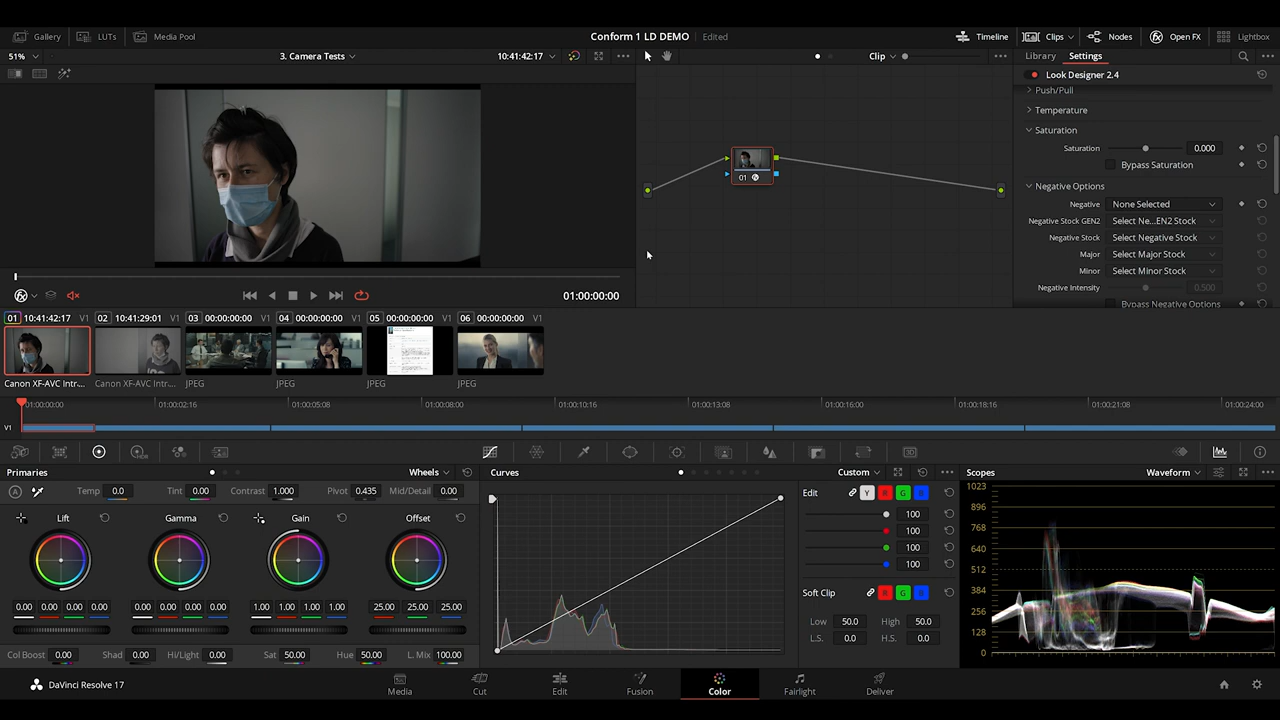 Gallery LUTs Media Pool Conform 1 LD DEMO Edited Timeline Clips Nodes Open FX Lightbox
51% 3. Camera Tests 10:41:42:17 Clip Library Settings
Look Designer 2.4
Push/Pull
Temperature
Saturation
Saturation 0.000
Bypass Saturation
Negative Options
Negative None Selected
Negative Stock GEN2 Select Ne...EN2 Stock
Negative Stock Select Negative Stock
Major Select Major Stock
Minor Select Minor Stock
Negative Intensity 0.500
Bypass Negative Options
01
01:00:00:00
01 10:41:42:17 V1 02 10:41:29:01 V1 03 00:00:00:00 V1 04 00:00:00:00 V1 05 00:00:00:00 V1 06 00:00:00:00 V1
Canon XF-AVC Intr... Canon XF-AVC Intr... JPEG JPEG JPEG JPEG
01:00:00:00 01:00:02:16 01:00:05:08 01:00:08:00 01:00:10:16 01:00:13:08 01:00:16:00 01:00:18:16 01:00:21:08 01:00:24:00
V1
Primaries Wheels Curves Custom Scopes Waveform
Temp 0.0 Tint 0.00 Contrast 1.000 Pivot 0.435 Mid/Detail 0.00
Lift Gamma Gain Offset
0.00 0.00 0.00 0.00 0.00 0.00 0.00 0.00 1.00 1.00 1.00 1.00 25.00 25.00 25.00
Col Boost 0.00 Shad 0.00 Hi/Light 0.00 Sat 50.00 Hue 50.00 L. Mix 100.00
Edit Y R G B
100
100
100
100
Soft Clip R G B
Low 50.0 High 50.0
L.S. 0.0 H.S. 0.0
1023
896
768
640
512
384
256
128
0
DaVinci Resolve 17 Media Cut Edit Fusion Color Fairlight Deliver